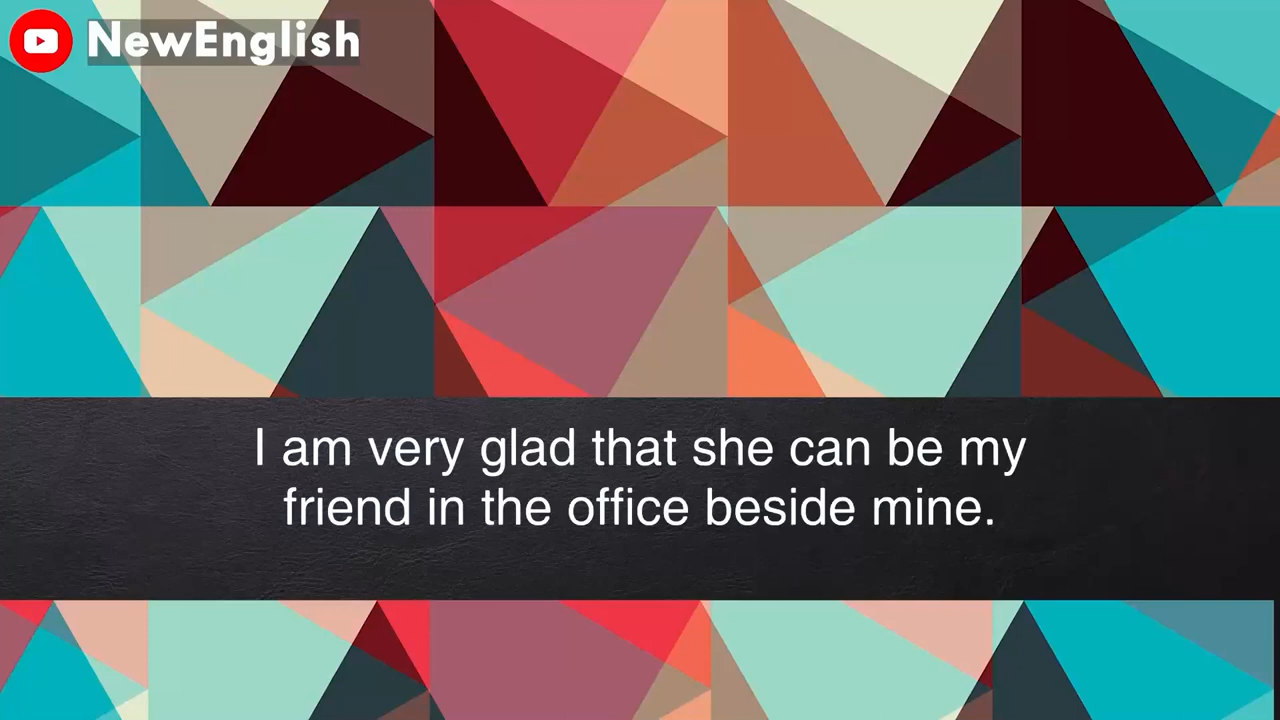 NewEnglish
I am very glad that she can be my
friend in the office beside mine.